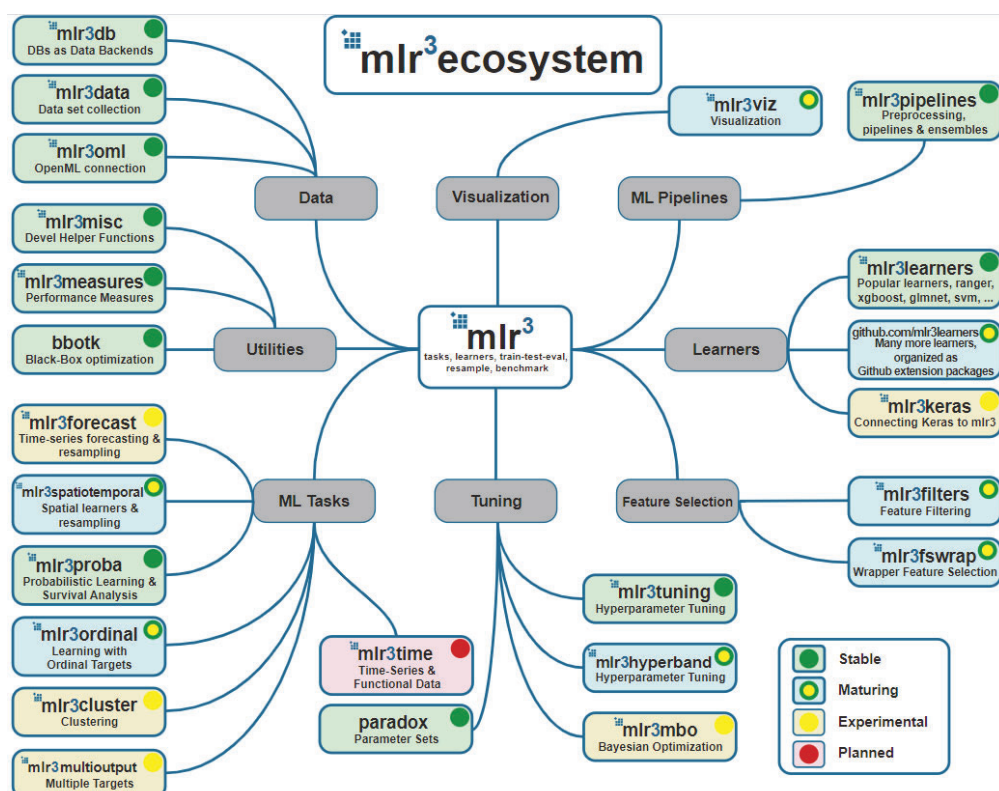 mlr3ecosystem
mlr3db
DBs as Data Backends
mlr3data
Data set collection
mlr3oml
OpenML connection
Data
Visualization
mlr3viz
Visualization
ML Pipelines
mlr3pipelines
Preprocessing,
pipelines & ensembles
mlr3misc
Devel Helper Functions
mlr3measures
Performance Measures
bbotk
Black-Box optimization
Utilities
mlr3
tasks, learners, train-test-eval,
resample, benchmark
Learners
mlr3learners
Popular learners, ranger,
xgboost, glmnet, svm, ...
github.com/mlr3learners
Many more learners,
organized as
Github extension packages
mlr3keras
Connecting Keras to mlr3
mlr3forecast
Time-series forecasting &
resampling
mlr3spatiotemporal
Spatial learners &
resampling
mlr3proba
Probabilistic Learning &
Survival Analysis
mlr3ordinal
Learning with
Ordinal Targets
mlr3cluster
Clustering
mlr3multioutput
Multiple Targets
ML Tasks
mlr3time
Time-Series &
Functional Data
paradox
Parameter Sets
Tuning
mlr3tuning
Hyperparameter Tuning
mlr3hyperband
Hyperparameter Tuning
mlr3mbo
Bayesian Optimization
Feature Selection
mlr3filters
Feature Filtering
mlr3fswrap
Wrapper Feature Selection
Stable
Maturing
Experimental
Planned